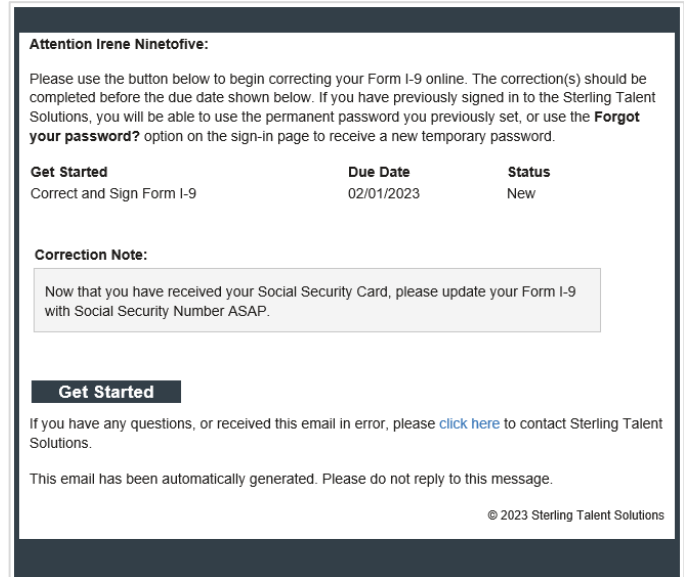 Attention Irene Ninetofive:
Please use the button below to begin correcting your Form I-9 online. The correction(s) should be
completed before the due date shown below. If you have previously signed in to the Sterling Talent
Solutions, you will be able to use the permanent password you previously set, or use the Forgot
your password? option on the sign-in page to receive a new temporary password.
Get Started Due Date Status
Correct and Sign Form I-9 02/01/2023 New
Correction Note:
Now that you have received your Social Security Card, please update your Form I-9
with Social Security Number ASAP.
Get Started
If you have any questions, or received this email in error, please click here to contact Sterling Talent
Solutions.
This email has been automatically generated. Please do not reply to this message.
© 2023 Sterling Talent Solutions